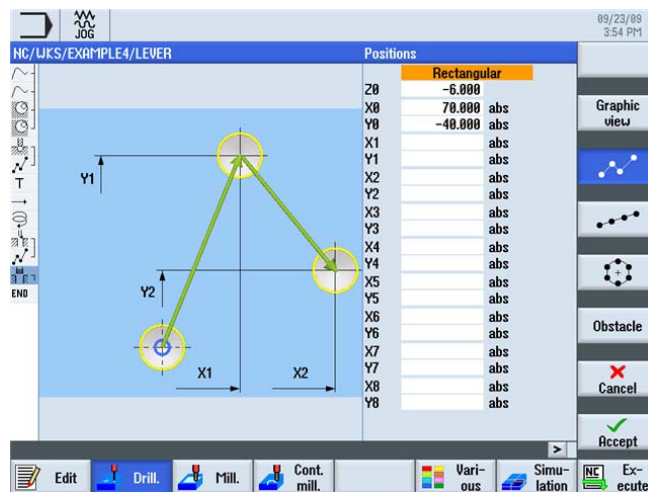 JOG
09/23/09
3:54 PM
NC/WKS/EXAMPLE4/LEVER
Positions
Rectangular
Z0 -6.000
X0 70.000 abs
Y0 -40.000 abs
X1 abs
Y1 abs
X2 abs
Y2 abs
X3 abs
Y3 abs
X4 abs
Y4 abs
X5 abs
Y5 abs
X6 abs
Y6 abs
X7 abs
Y7 abs
X8 abs
Y8 abs
T
END
Y1
Y2
X1
X2
Graphic
view
Obstacle
Cancel
Accept
>
Edit
Drill.
Mill.
Cont.
mill.
Vari-
ous
Simu-
lation
NC
Ex-
ecute